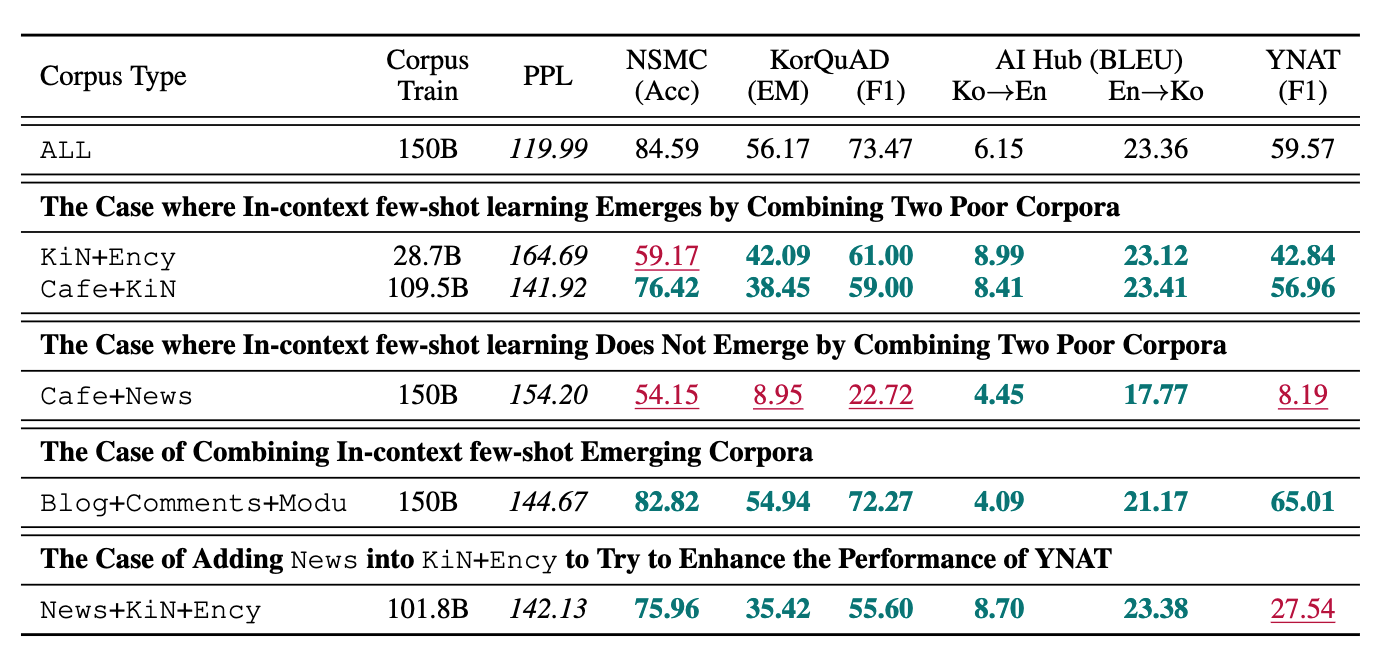 Corpus Type Corpus Train PPL NSMC (Acc) KorQuAD (EM) (F1) AI Hub (BLEU) Ko→En En→Ko YNAT (F1)
ALL 150B 119.99 84.59 56.17 73.47 6.15 23.36 59.57
The Case where In-context few-shot learning Emerges by Combining Two Poor Corpora
KiN+Ency 28.7B 164.69 59.17 42.09 61.00 8.99 23.12 42.84
Cafe+KiN 109.5B 141.92 76.42 38.45 59.00 8.41 23.41 56.96
The Case where In-context few-shot learning Does Not Emerge by Combining Two Poor Corpora
Cafe+News 150B 154.20 54.15 8.95 22.72 4.45 17.77 8.19
The Case of Combining In-context few-shot Emerging Corpora
Blog+Comments+Modu 150B 144.67 82.82 54.94 72.27 4.09 21.17 65.01
The Case of Adding News into KiN+Ency to Try to Enhance the Performance of YNAT
News+KiN+Ency 101.8B 142.13 75.96 35.42 55.60 8.70 23.38 27.54